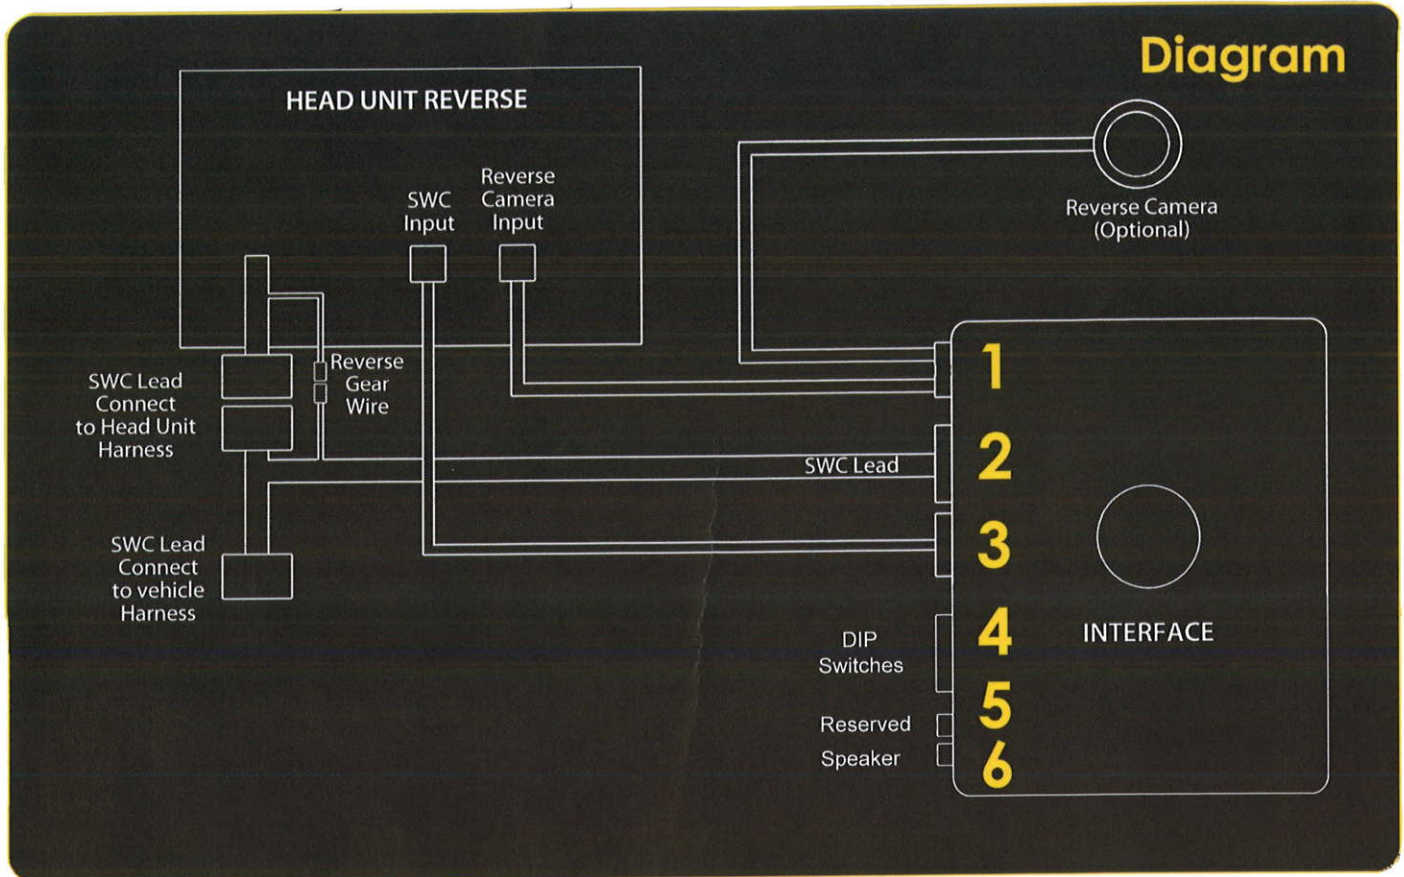 Diagram
HEAD UNIT REVERSE
SWC
Input
Reverse
Camera
Input
Reverse Camera
(Optional)
Reverse
Gear
Wire
SWC Lead
Connect
to Head Unit
Harness
SWC Lead
SWC Lead
Connect
to vehicle
Harness
1
2
3
4
5
6
DIP
Switches
Reserved
Speaker
INTERFACE